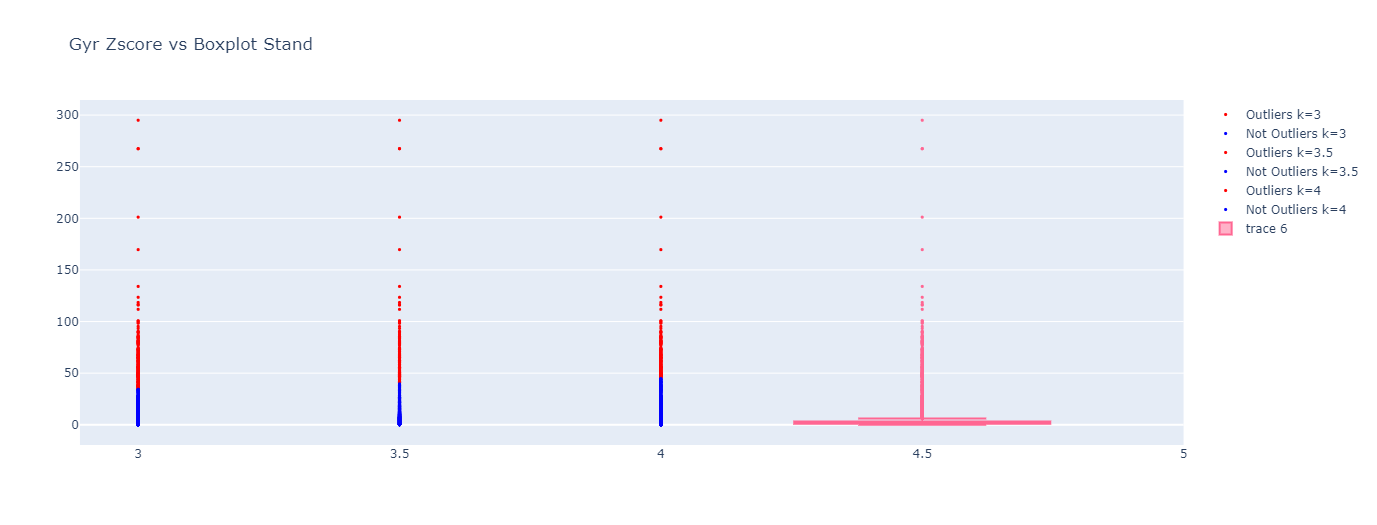 Gyr Zscore vs Boxplot Stand
300
250
200
150
100
50
0
3
3.5
4
4.5
5
Outliers k=3
Not Outliers k=3
Outliers k=3.5
Not Outliers k=3.5
Outliers k=4
Not Outliers k=4
trace 6